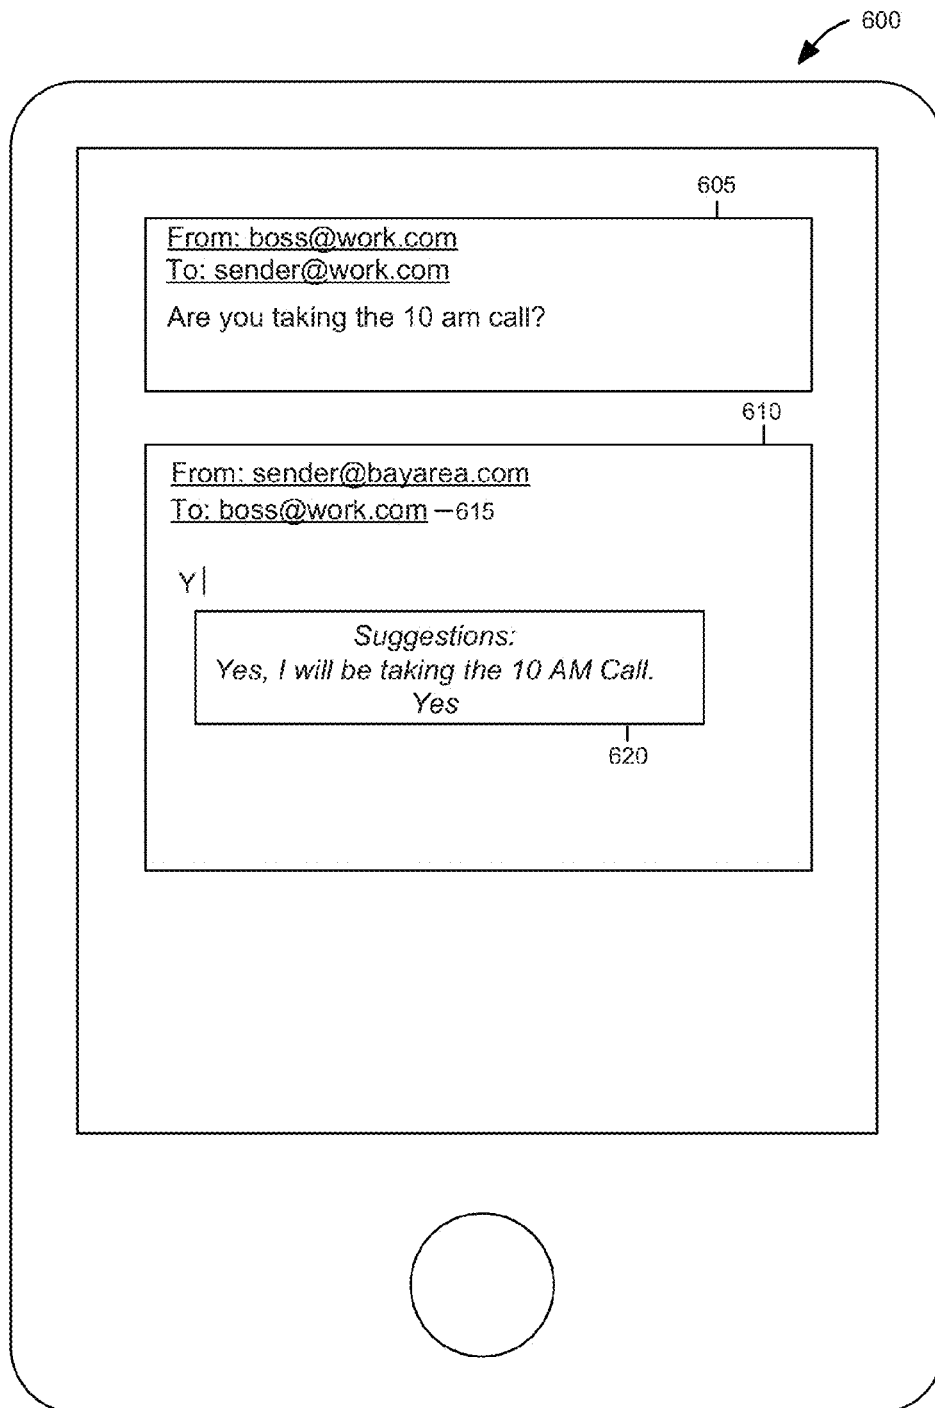 600
605
From: boss@work.com
To: sender@work.com
Are you taking the 10 am call?
610
From: sender@bayarea.com
To: boss@work.com 615
Y
Suggestions:
Yes, I will be taking the 10 AM Call.
Yes
620